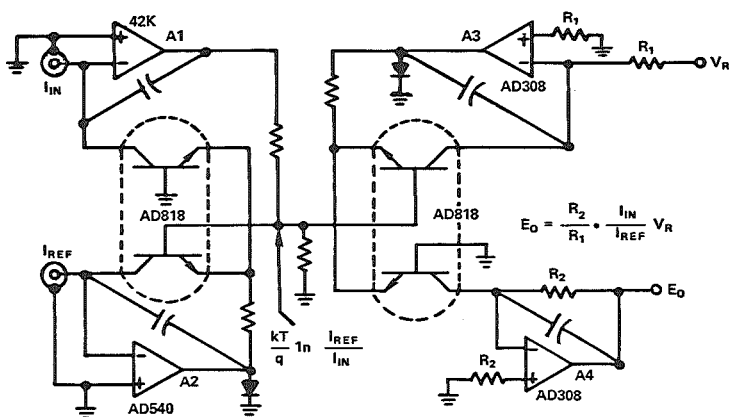 42K
A1
I_IN
AD818
I_REF
A2
AD540
kT/q 1n I_REF/I_IN
A3
R₁
R₁
V_R
AD308
AD818
E_O = R₂/R₁ • I_IN/I_REF V_R
R₂
E_O
R₂
A4
AD308
+
−
−
+
+
−
−
+